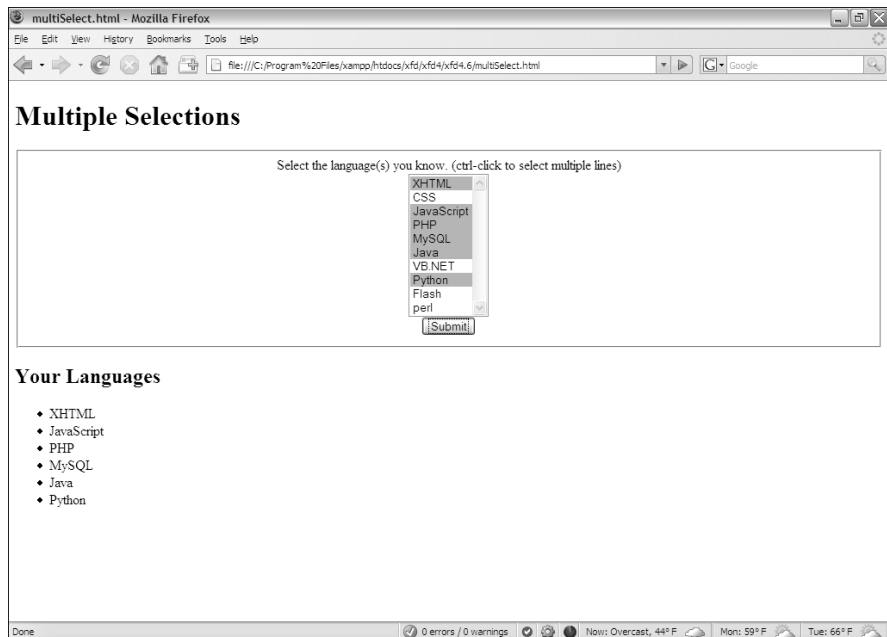 multiSelect.html - Mozilla Firefox
File Edit View History Bookmarks Tools Help
file:///C:/Program%20Files/xampp/htdocs/xfd/xfd4/xfd4.6/multiSelect.html G Google
Multiple Selections
Select the language(s) you know. (ctrl-click to select multiple lines)
XHTML
CSS
JavaScript
PHP
MySQL
Java
VB.NET
Python
Flash
perl
Submit
Your Languages
XHTML
JavaScript
PHP
MySQL
Java
Python
Done 0 errors / 0 warnings Now: Overcast, 44° F Mon: 59° F Tue: 66° F